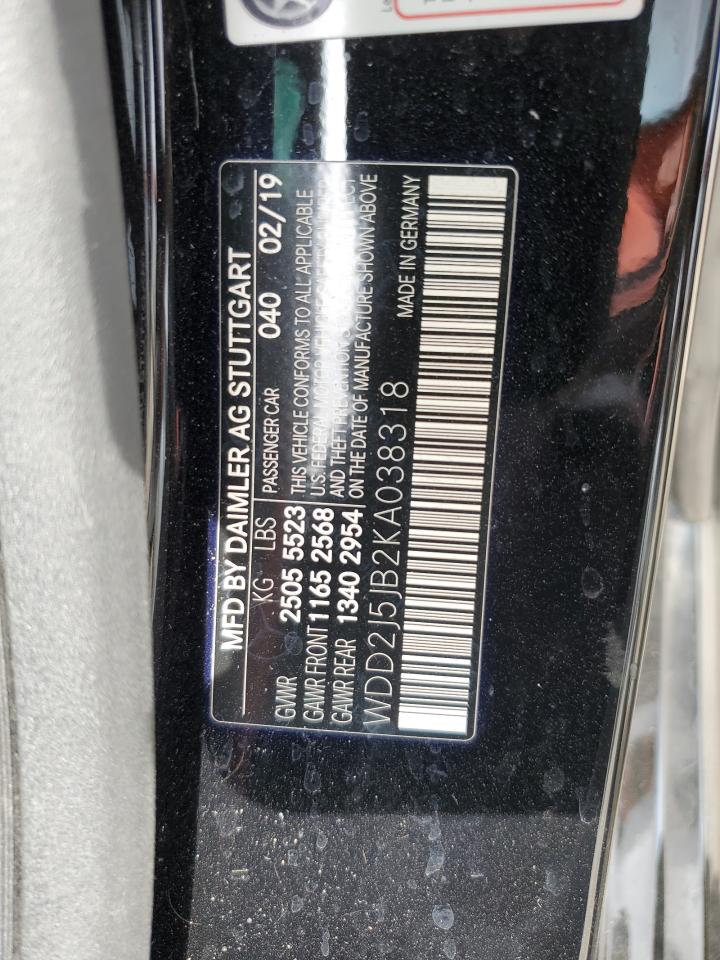 MFD BY DAIMLER AG STUTTGART
KG LBS PASSENGER CAR 040 02/19
GVWR 2505 5523
GAWR FRONT 1165 2568
GAWR REAR 1340 2954
THIS VEHICLE CONFORMS TO ALL APPLICABLE
U.S. FEDERAL MOTOR VEHICLE
AND THEFT PREVENTION
ON THE DATE OF MANUFACTURE SHOWN ABOVE
WDD2J5JB2KA038318 MADE IN GERMANY